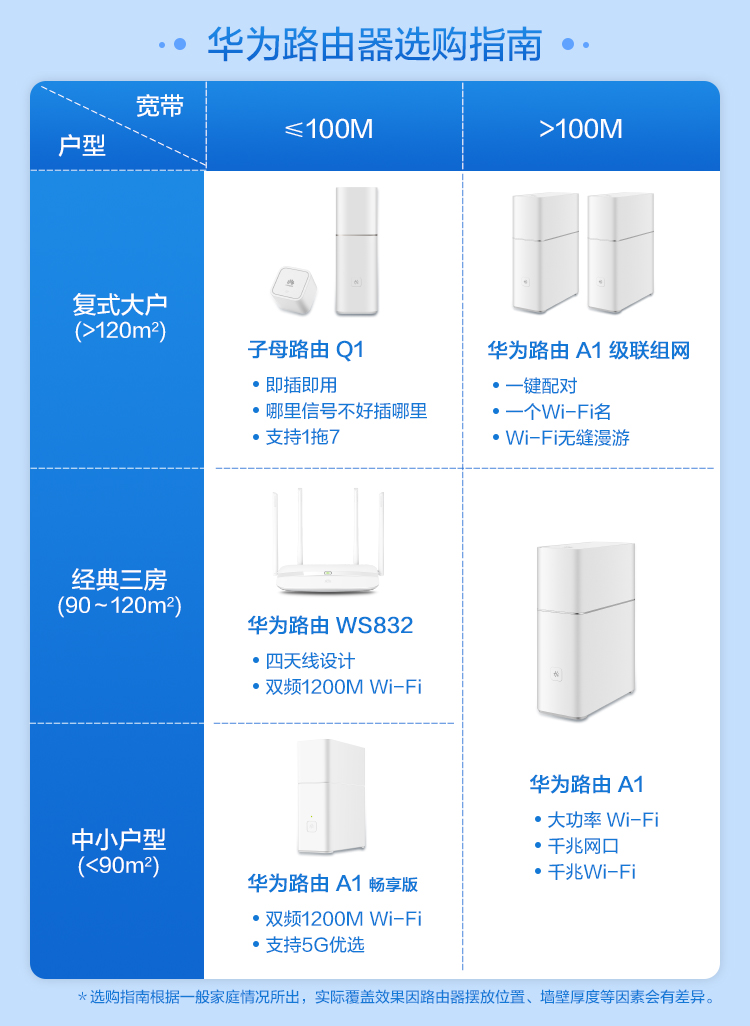 华为路由器选购指南
宽带
户型
≤100M
>100M
复式大户
(>120m²)
子母路由 Q1
• 即插即用
• 哪里信号不好插哪里
• 支持1拖7
华为路由 A1 级联组网
• 一键配对
• 一个Wi-Fi名
• Wi-Fi无缝漫游
经典三房
(90~120m²)
华为路由 WS832
• 四天线设计
• 双频1200M Wi-Fi
中小户型
(<90m²)
华为路由 A1 畅享版
• 双频1200M Wi-Fi
• 支持5G优选
华为路由 A1
• 大功率 Wi-Fi
• 千兆网口
• 千兆Wi-Fi
*选购指南根据一般家庭情况所出，实际覆盖效果因路由器摆放位置、墙壁厚度等因素会有差异。